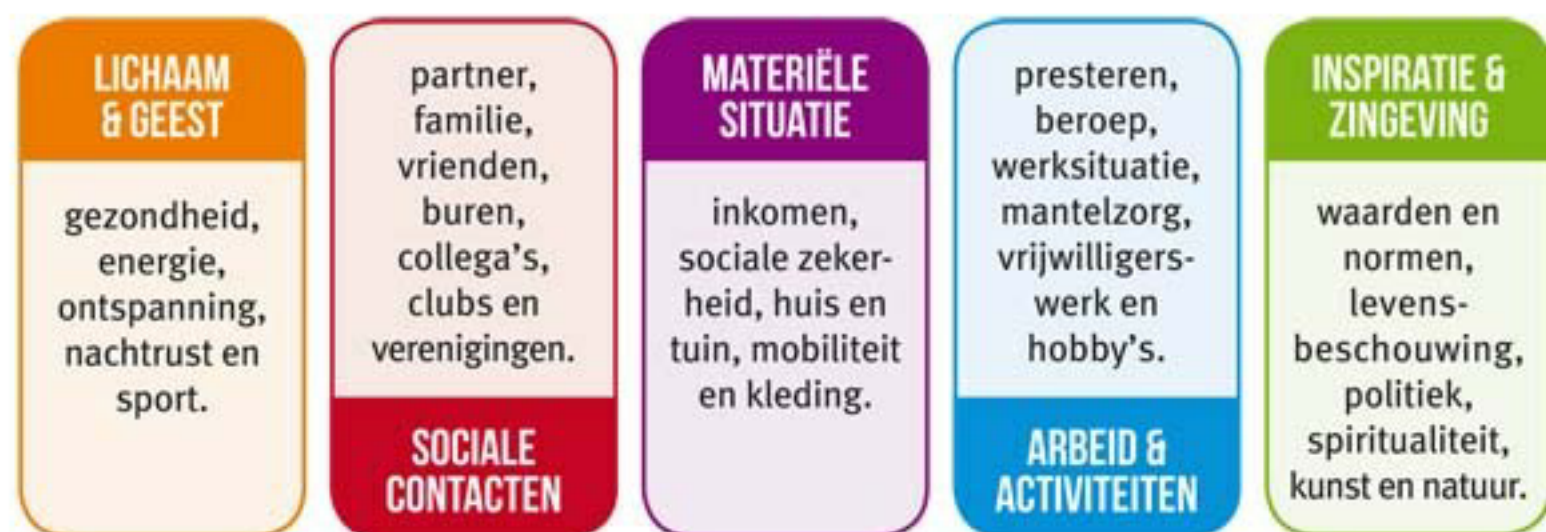 LICHAAM
& GEEST
gezondheid,
energie,
ontspanning,
nachtrust en
sport.
partner,
familie,
vrienden,
buren,
collega's,
clubs en
verenigingen.
SOCIALE
CONTACTEN
MATERIËLE
SITUATIE
inkomen,
sociale zeker-
heid, huis en
tuin, mobiliteit
en kleding.
presteren,
beroep,
werksituatie,
mantelzorg,
vrijwilligers-
werk en
hobby's.
ARBEID &
ACTIVITEITEN
INSPIRATIE &
ZINGEVING
waarden en
normen,
levens-
beschouwing,
politiek,
spiritualiteit,
kunst en natuur.